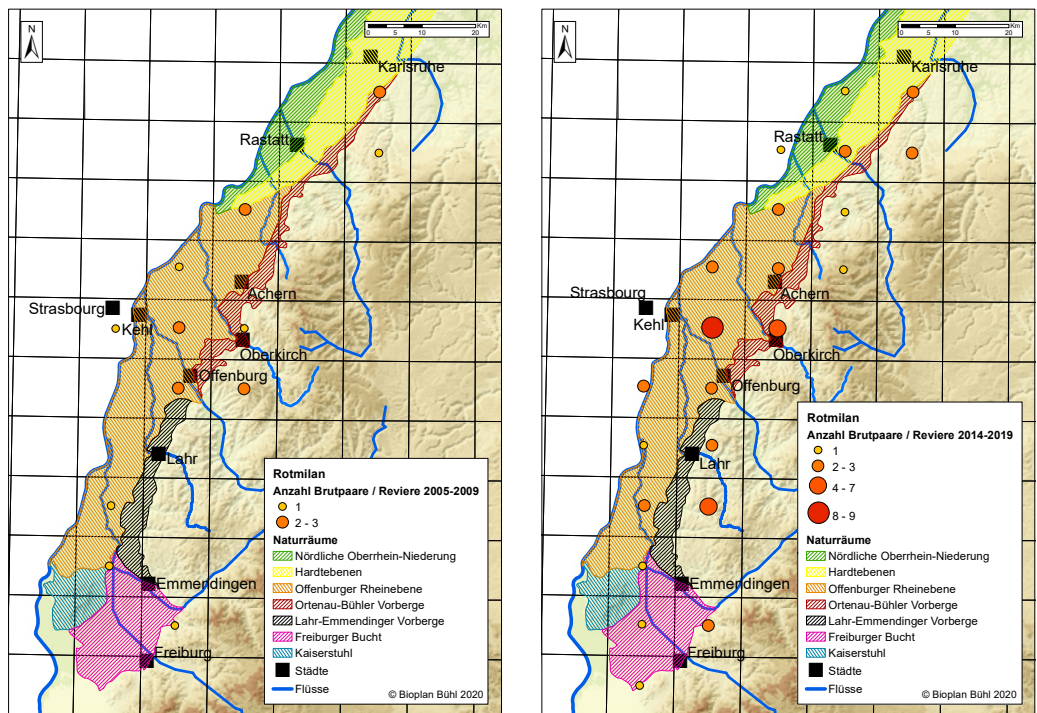 N
0 5 10 20 Km
Karlsruhe
Rastatt
Achern
Strasbourg
Kehl
Oberkirch
Offenburg
Lahr
Emmendingen
Freiburg
Rotmilan
Anzahl Brutpaare / Reviere 2005-2009
1
2 - 3
Naturräume
Nördliche Oberrhein-Niederung
Hardtebenen
Offenburger Rheinebene
Ortenau-Bühler Vorberge
Lahr-Emmendinger Vorberge
Freiburger Bucht
Kaiserstuhl
Städte
Flüsse
© Bioplan Bühl 2020
N
0 5 10 20 Km
Karlsruhe
Rastatt
Achern
Strasbourg
Kehl
Oberkirch
Offenburg
Lahr
Emmendingen
Freiburg
Rotmilan
Anzahl Brutpaare / Reviere 2014-2019
1
2 - 3
4 - 7
8 - 9
Naturräume
Nördliche Oberrhein-Niederung
Hardtebenen
Offenburger Rheinebene
Ortenau-Bühler Vorberge
Lahr-Emmendinger Vorberge
Freiburger Bucht
Kaiserstuhl
Städte
Flüsse
© Bioplan Bühl 2020